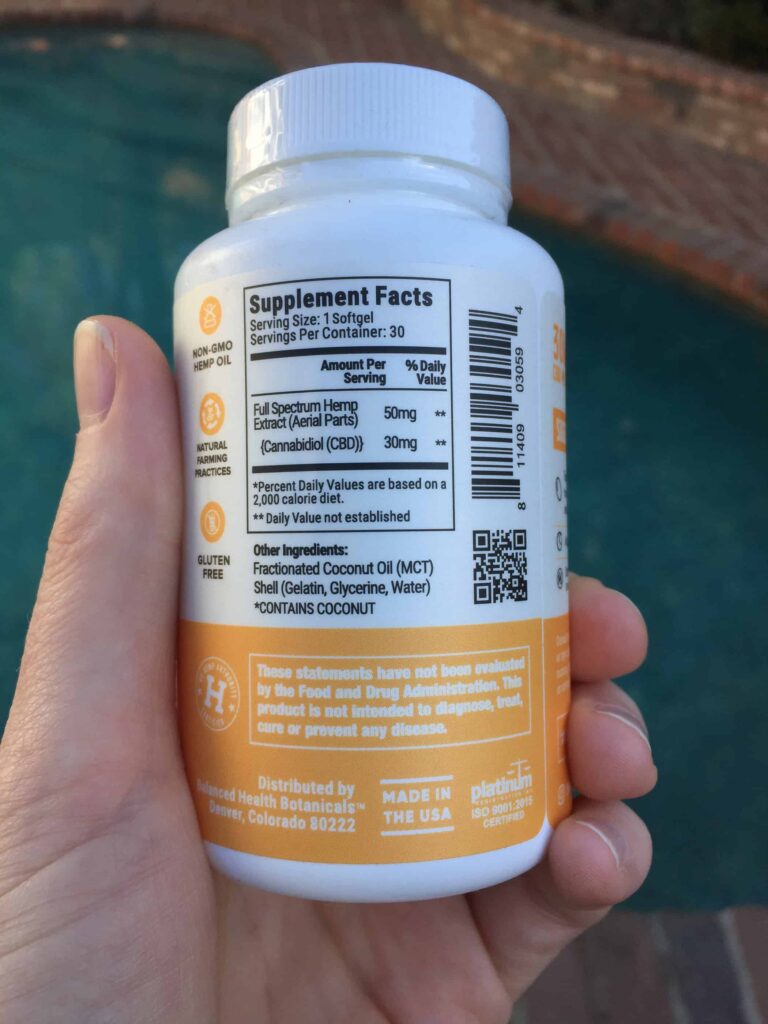 NON-GMO
HEMP OIL
NATURAL
FARMING
PRACTICES
GLUTEN
FREE
Supplement Facts
Serving Size: 1 Softgel
Servings Per Container: 30
Amount Per
Serving
% Daily
Value
Full Spectrum Hemp
Extract (Aerial Parts) 50mg **
{Cannabidiol (CBD)} 30mg **
*Percent Daily Values are based on a
2,000 calorie diet.
** Daily Value not established
Other Ingredients:
Fractionated Coconut Oil (MCT)
Shell (Gelatin, Glycerine, Water)
*CONTAINS COCONUT
8 11409 03059 4
H
These statements have not been evaluated
by the Food and Drug Administration. This
product is not intended to diagnose, treat,
cure or prevent any disease.
Distributed by
Balanced Health Botanicals™
Denver, Colorado 80222
MADE IN
THE USA
platinum
ISO 9001:2015
CERTIFIED